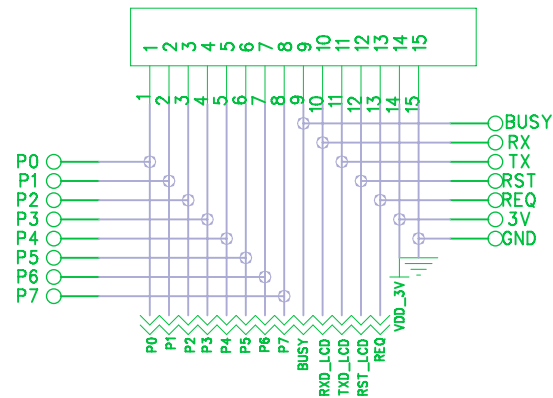 1 2 3 4 5 6 7 8 9 10 11 12 13 14 15
1 2 3 4 5 6 7 8 9 10 11 12 13 14 15
BUSY
RX
P0 TX
P1 RST
P2 REQ
P3 3V
P4 GND
P5
P6
P7
P0 P1 P2 P3 P4 P5 P6 P7 BUSY RXD_LCD TXD_LCD RST_LCD REQ VDD_3V